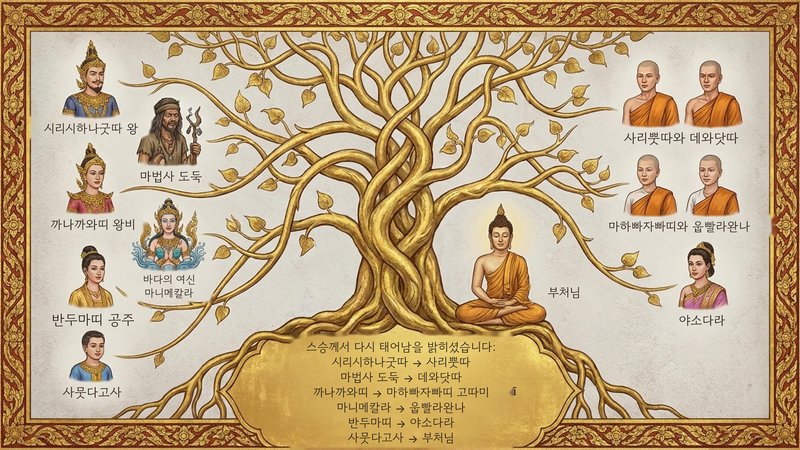 시리시하나굿따 왕
마법사 도둑
까나까와띠 왕비
바다의 여신
마니메칼라
반두마띠 공주
사뭇다고사
사리뿟따와 데와닷따
마하빠자빠띠와 웁빨라완나
부처님
야소다라
스승께서 다시 태어남을 밝히셨습니다:
시리시하나굿따 → 사리뿟따
마법사 도둑 → 데와닷따
까나까와띠 → 마하빠자빠띠 고따미
마니메칼라 → 웁빨라완나
반두마띠 → 야소다라
사뭇다고사 → 부처님